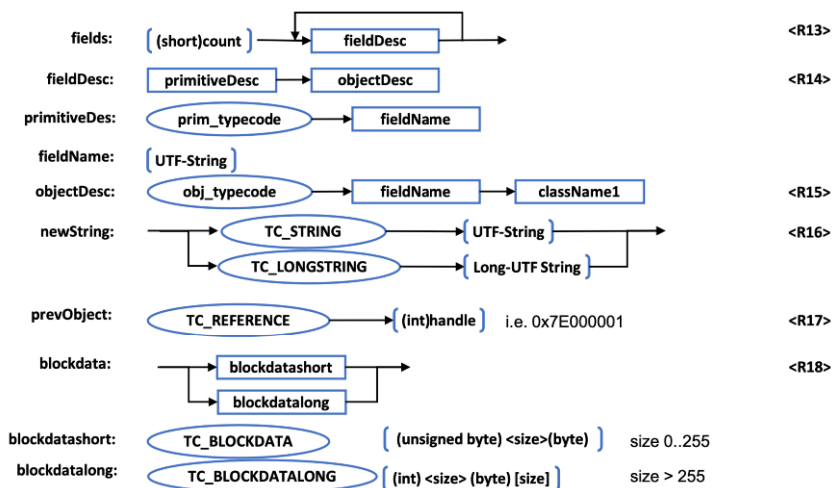 fields: (short)count fieldDesc <R13>
fieldDesc: primitiveDesc objectDesc <R14>
primitiveDes: prim_typecode fieldName
fieldName: UTF-String
objectDesc: obj_typecode fieldName className1 <R15>
newString: TC_STRING UTF-String <R16>
TC_LONGSTRING Long-UTF String
prevObject: TC_REFERENCE (int)handle i.e. 0x7E000001 <R17>
blockdata: blockdatashort <R18>
blockdatalong
blockdatashort: TC_BLOCKDATA (unsigned byte) <size>(byte) size 0..255
blockdatalong: TC_BLOCKDATALONG (int) <size> (byte) [size] size > 255